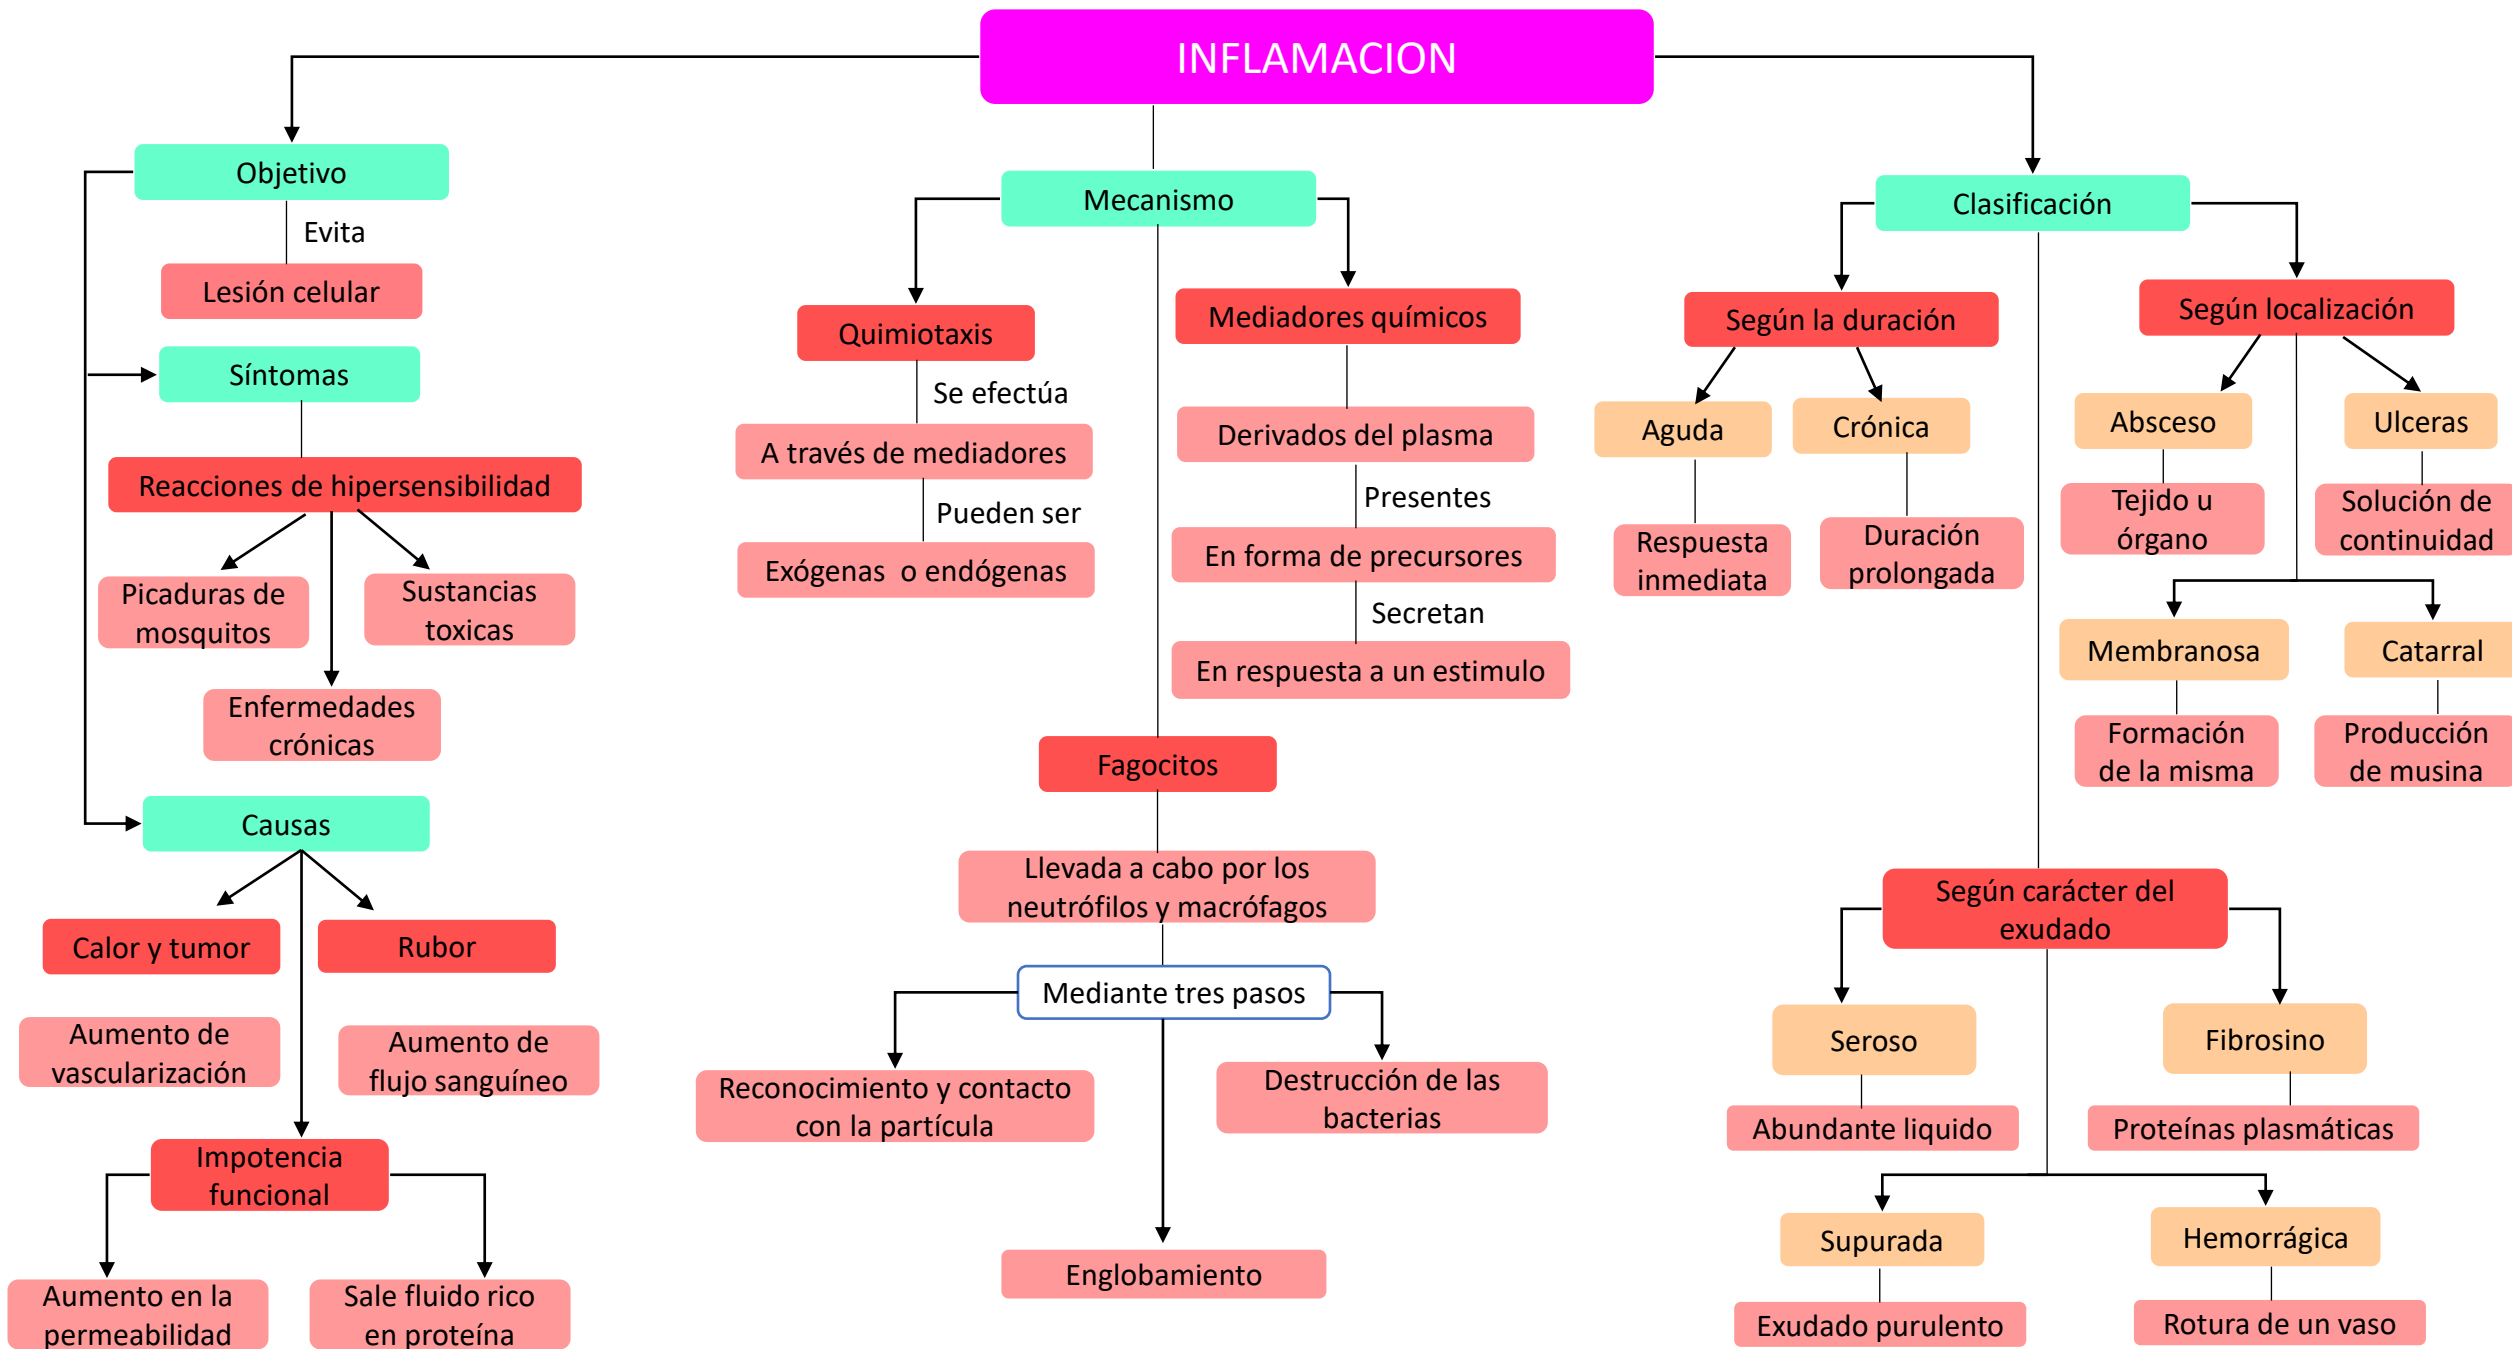 INFLAMACION
Objetivo
Evita
Lesión celular
Síntomas
Reacciones de hipersensibilidad
Picaduras de
mosquitos
Sustancias
toxicas
Enfermedades
crónicas
Causas
Calor y tumor
Rubor
Aumento de
vascularización
Aumento de
flujo sanguíneo
Impotencia
funcional
Aumento en la
permeabilidad
Sale fluido rico
en proteína
Mecanismo
Quimiotaxis
Se efectúa
A través de mediadores
Pueden ser
Exógenas  o endógenas
Mediadores químicos
Derivados del plasma
Presentes
En forma de precursores
Secretan
En respuesta a un estimulo
Fagocitos
Llevada a cabo por los
neutrófilos y macrófagos
Mediante tres pasos
Reconocimiento y contacto
con la partícula
Destrucción de las
bacterias
Englobamiento
Clasificación
Según la duración
Aguda
Crónica
Respuesta
inmediata
Duración
prolongada
Según localización
Absceso
Ulceras
Tejido u
órgano
Solución de
continuidad
Membranosa
Catarral
Formación
de la misma
Producción
de musina
Según carácter del
exudado
Seroso
Fibrosino
Abundante liquido
Proteínas plasmáticas
Supurada
Hemorrágica
Exudado purulento
Rotura de un vaso